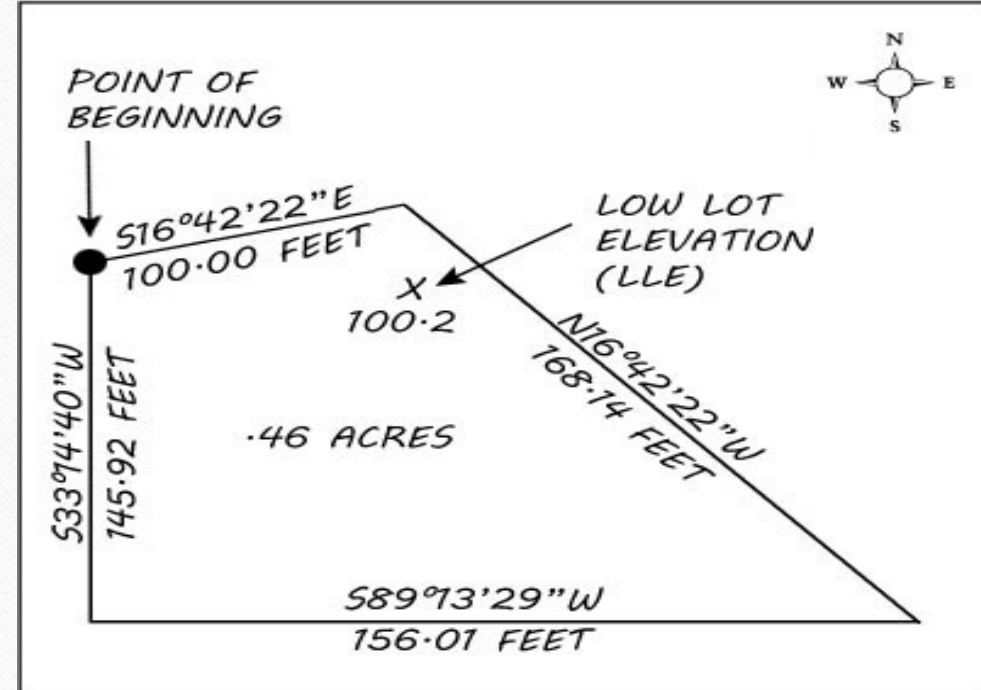 N
W E
S
POINT OF
BEGINNING
S16°42'22"E
100.00 FEET
LOW LOT
ELEVATION
(LLE)
X
100.2
N16°42'22"W
168.14 FEET
S33°14'40"W
145.92 FEET
.46 ACRES
S89°13'29"W
156.01 FEET